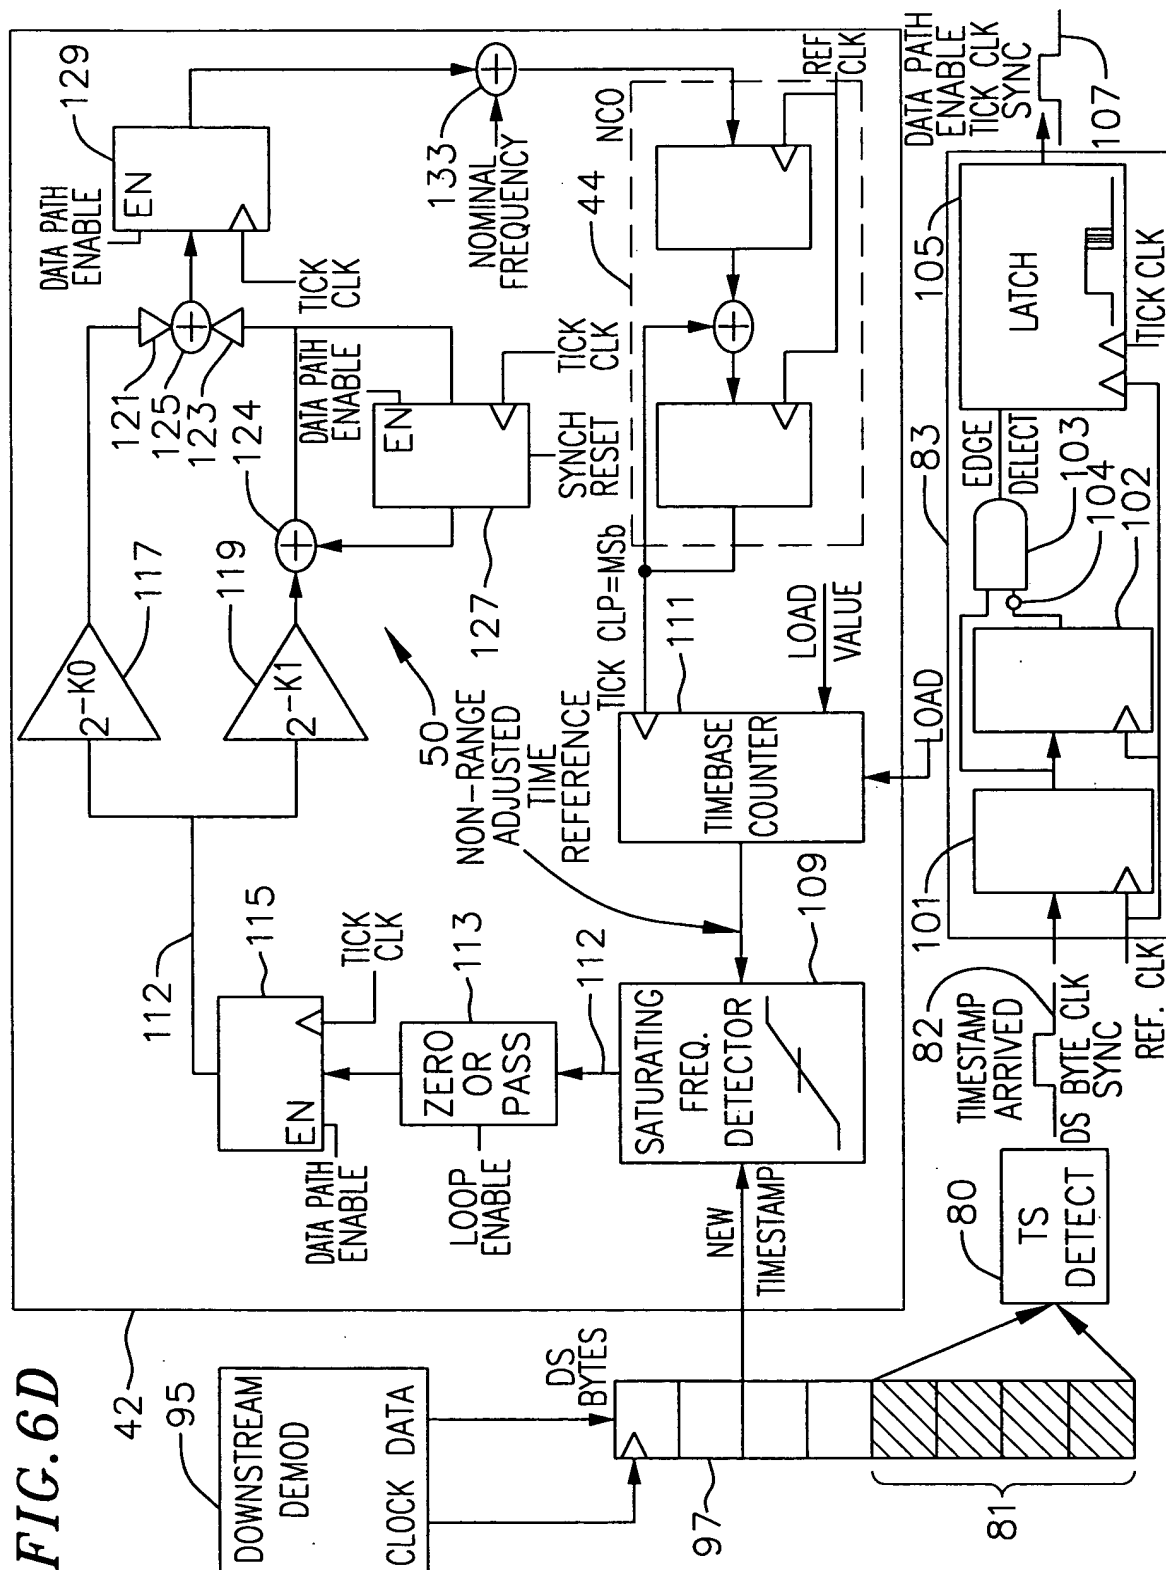 FIG.6D
95
DOWNSTREAM
DEMOD
CLOCK DATA
DS
BYTES
97
81
80
TS
DETECT
42
NEW
TIMESTAMP
SATURATING
FREQ.
DETECTOR
109
112
ZERO
OR
PASS
113
LOOP
ENABLE
EN
DATA PATH
ENABLE
TICK
CLK
115
112
2-K0
117
2-K1
119
50
NON-RANGE
ADJUSTED
TIME
REFERENCE
TIMEBASE
COUNTER
111
LOAD
VALUE
LOAD
TICK CLP=MSb
121
125
123
124
127
EN
DATA PATH
ENABLE
TICK
CLK
SYNCH
RESET
129
EN
DATA PATH
ENABLE
TICK
CLK
133
NOMINAL
FREQUENCY
44
NCO
REF
CLK
82
TIMESTAMP
ARRIVED
DS BYTE CLK
SYNC
REF. CLK
101
102
104
103
EDGE
DELECT
83
LATCH
105
TICK CLK
DATA PATH
ENABLE
TICK CLK
SYNC
107